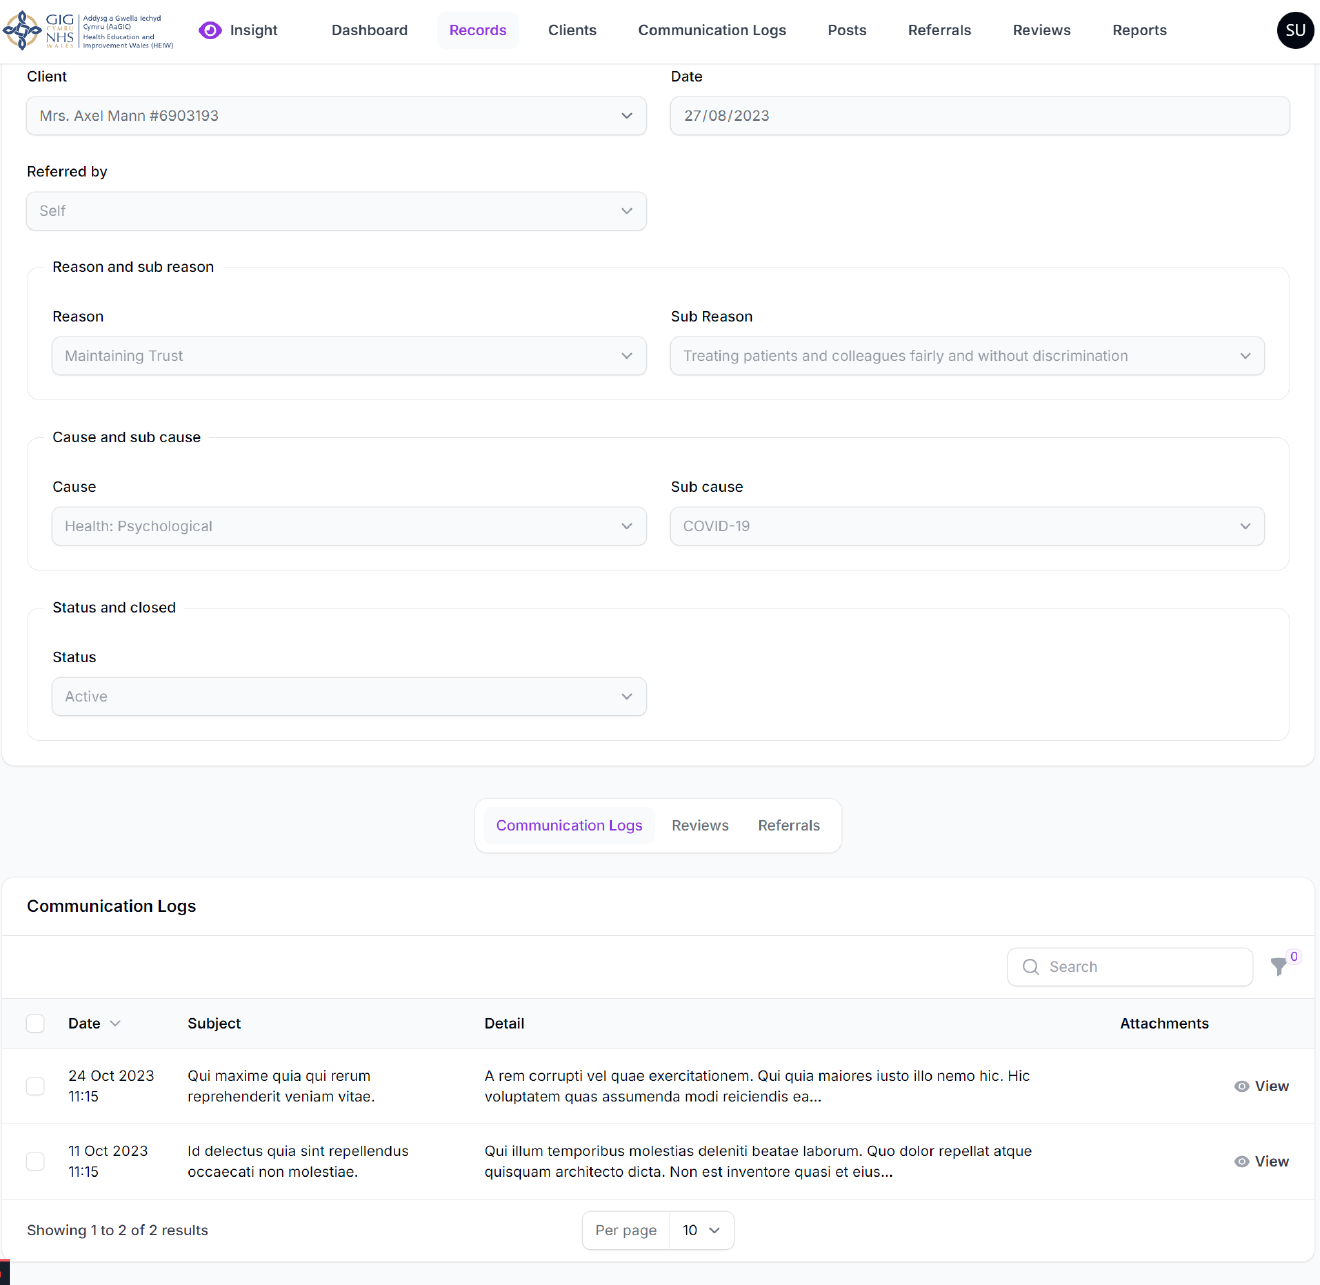 GIG
CYMRU
NHS
WALES
Addysg a Gwella Iechyd
Cymru (AaGIC)
Health Education and
Improvement Wales (HEIW)
Insight
Dashboard
Records
Clients
Communication Logs
Posts
Referrals
Reviews
Reports
SU
Client
Date
Mrs. Axel Mann #6903193
27/08/2023
Referred by
Self
Reason and sub reason
Reason
Sub Reason
Maintaining Trust
Treating patients and colleagues fairly and without discrimination
Cause and sub cause
Cause
Sub cause
Health: Psychological
COVID-19
Status and closed
Status
Active
Communication Logs
Reviews
Referrals
Communication Logs
Search
0
Date
Subject
Detail
Attachments
24 Oct 2023
11:15
Qui maxime quia qui rerum
reprehenderit veniam vitae.
A rem corrupti vel quae exercitationem. Qui quia maiores iusto illo nemo hic. Hic
voluptatem quas assumenda modi reiciendis ea...
View
11 Oct 2023
11:15
Id delectus quia sint repellendus
occaecati non molestiae.
Qui illum temporibus molestias deleniti beatae laborum. Quo dolor repellat atque
quisquam architecto dicta. Non est inventore quasi et eius...
View
Showing 1 to 2 of 2 results
Per page
10